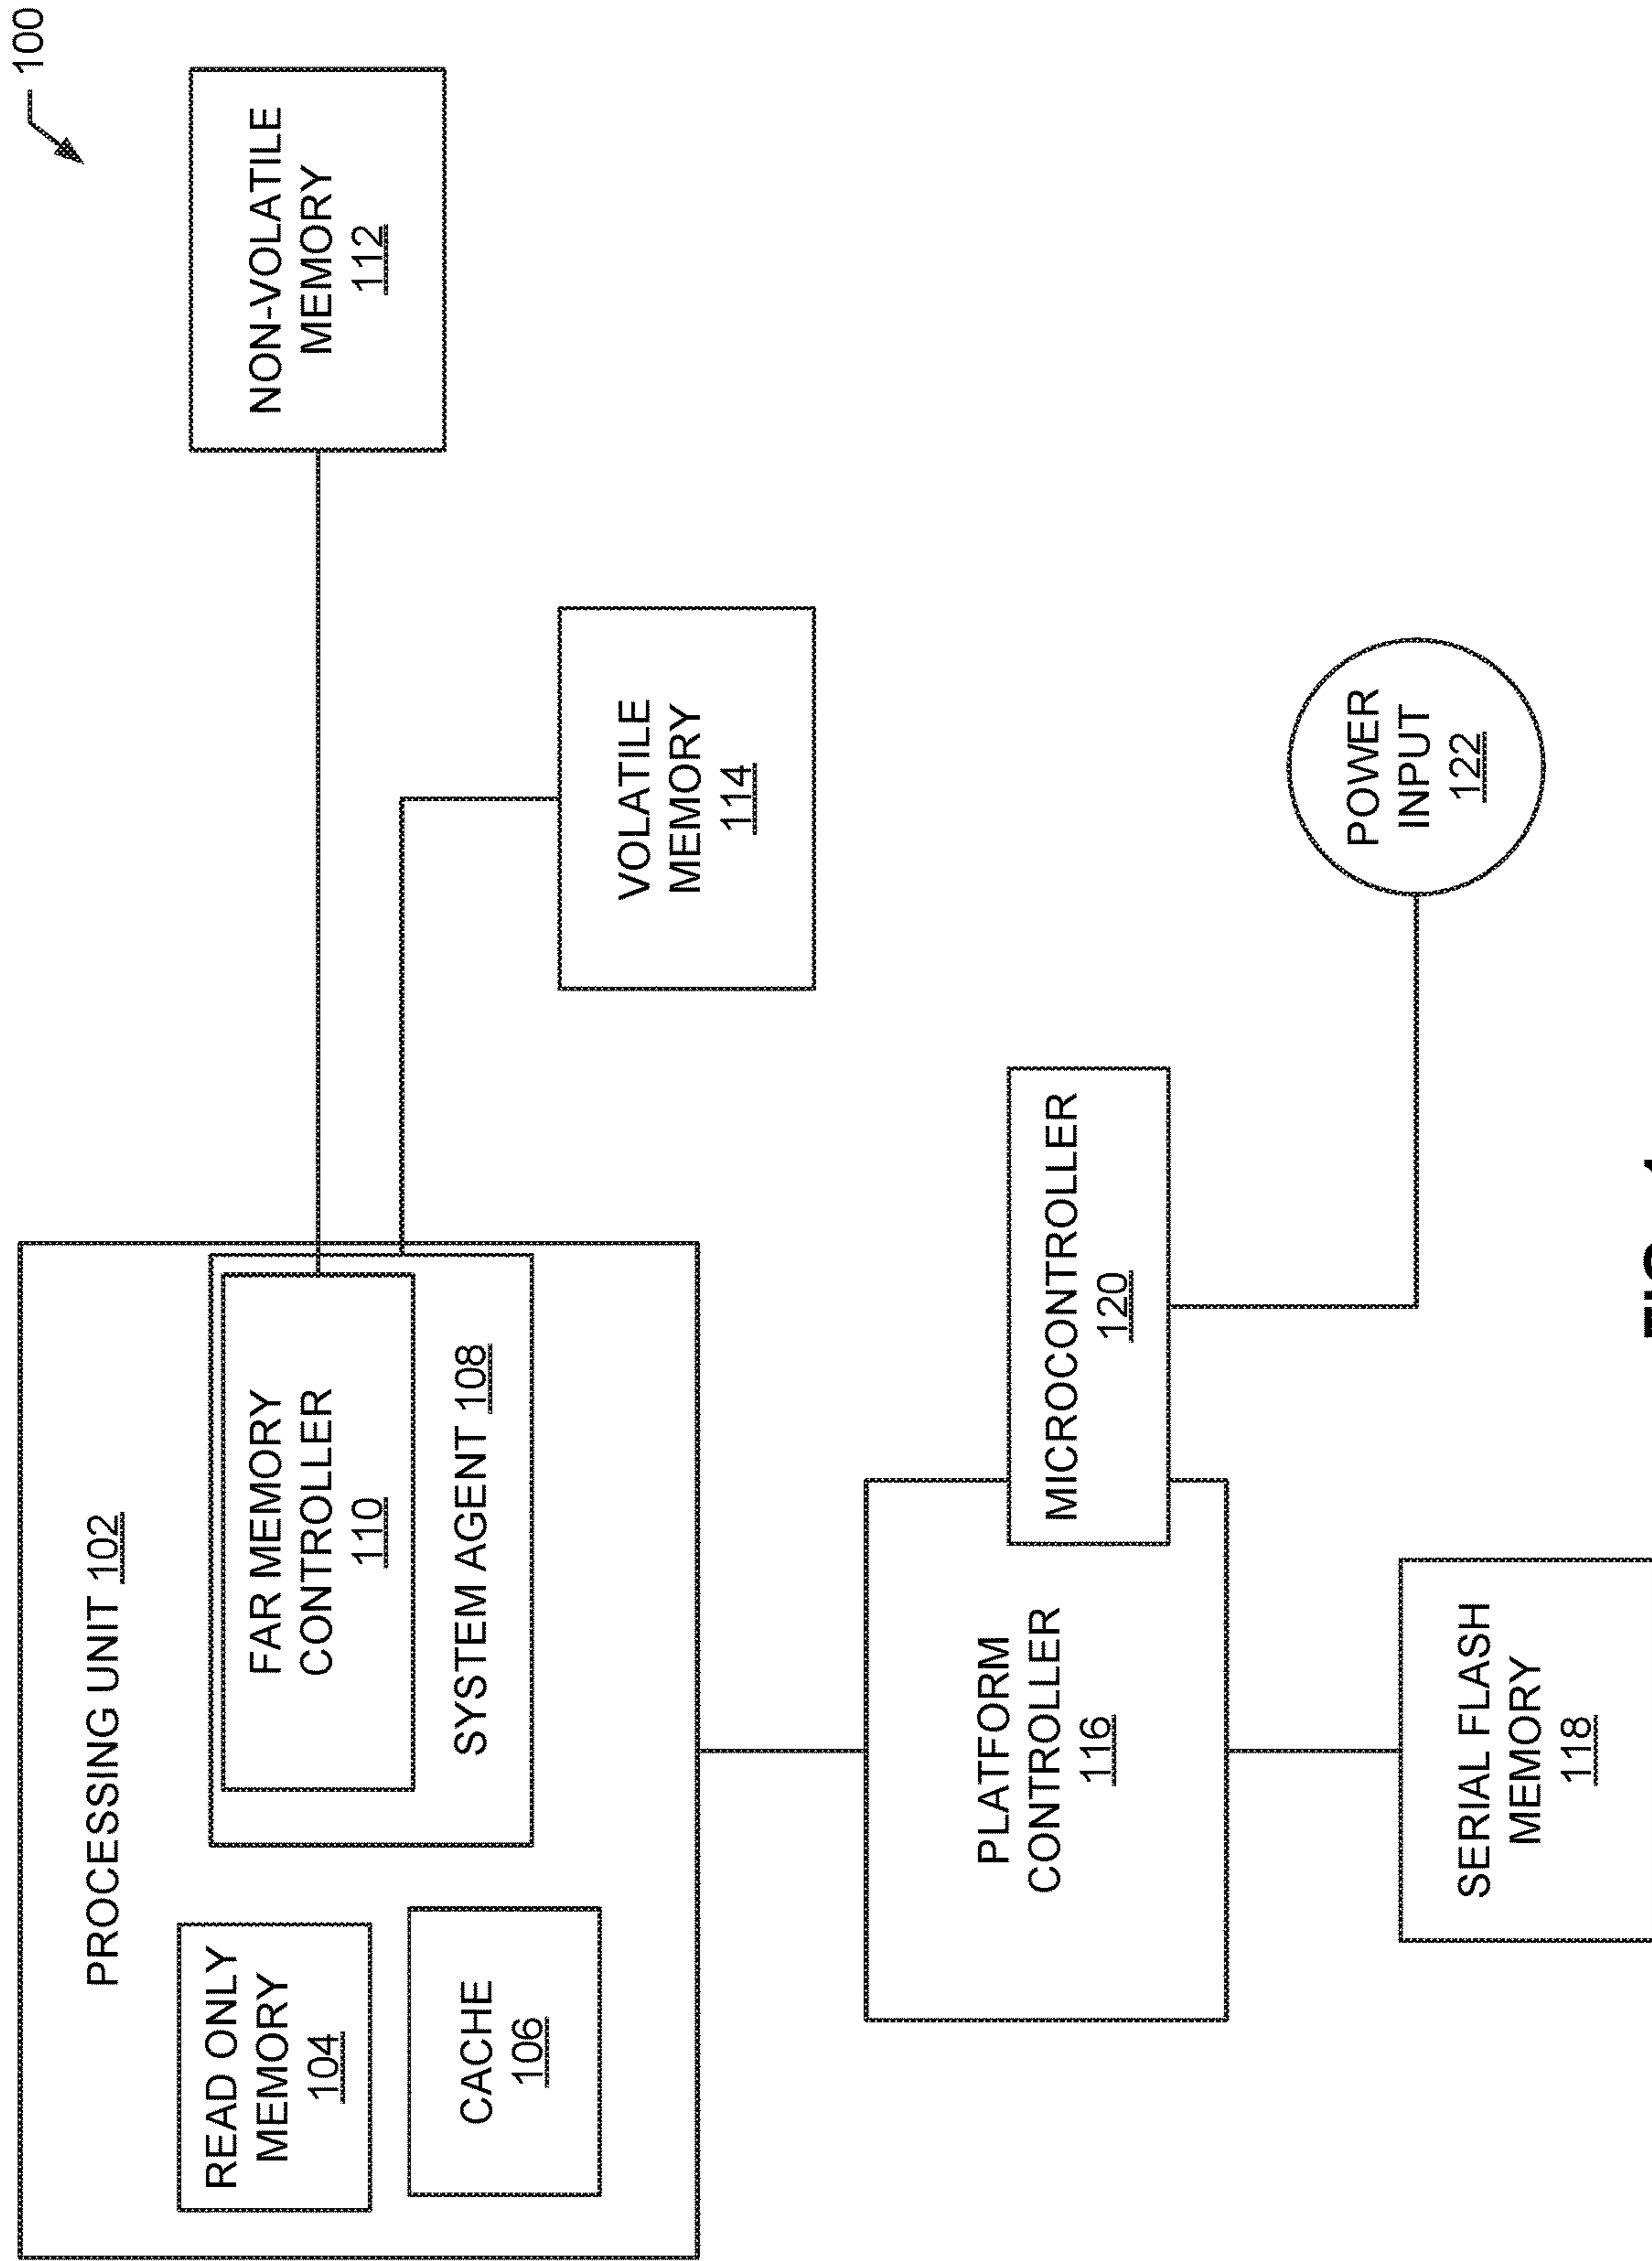 100
PROCESSING UNIT 102
READ ONLY
MEMORY
104
CACHE
106
FAR MEMORY
CONTROLLER
110
SYSTEM AGENT 108
NON-VOLATILE
MEMORY
112
VOLATILE
MEMORY
114
PLATFORM
CONTROLLER
116
MICROCONTROLLER
120
SERIAL FLASH
MEMORY
118
POWER
INPUT
122